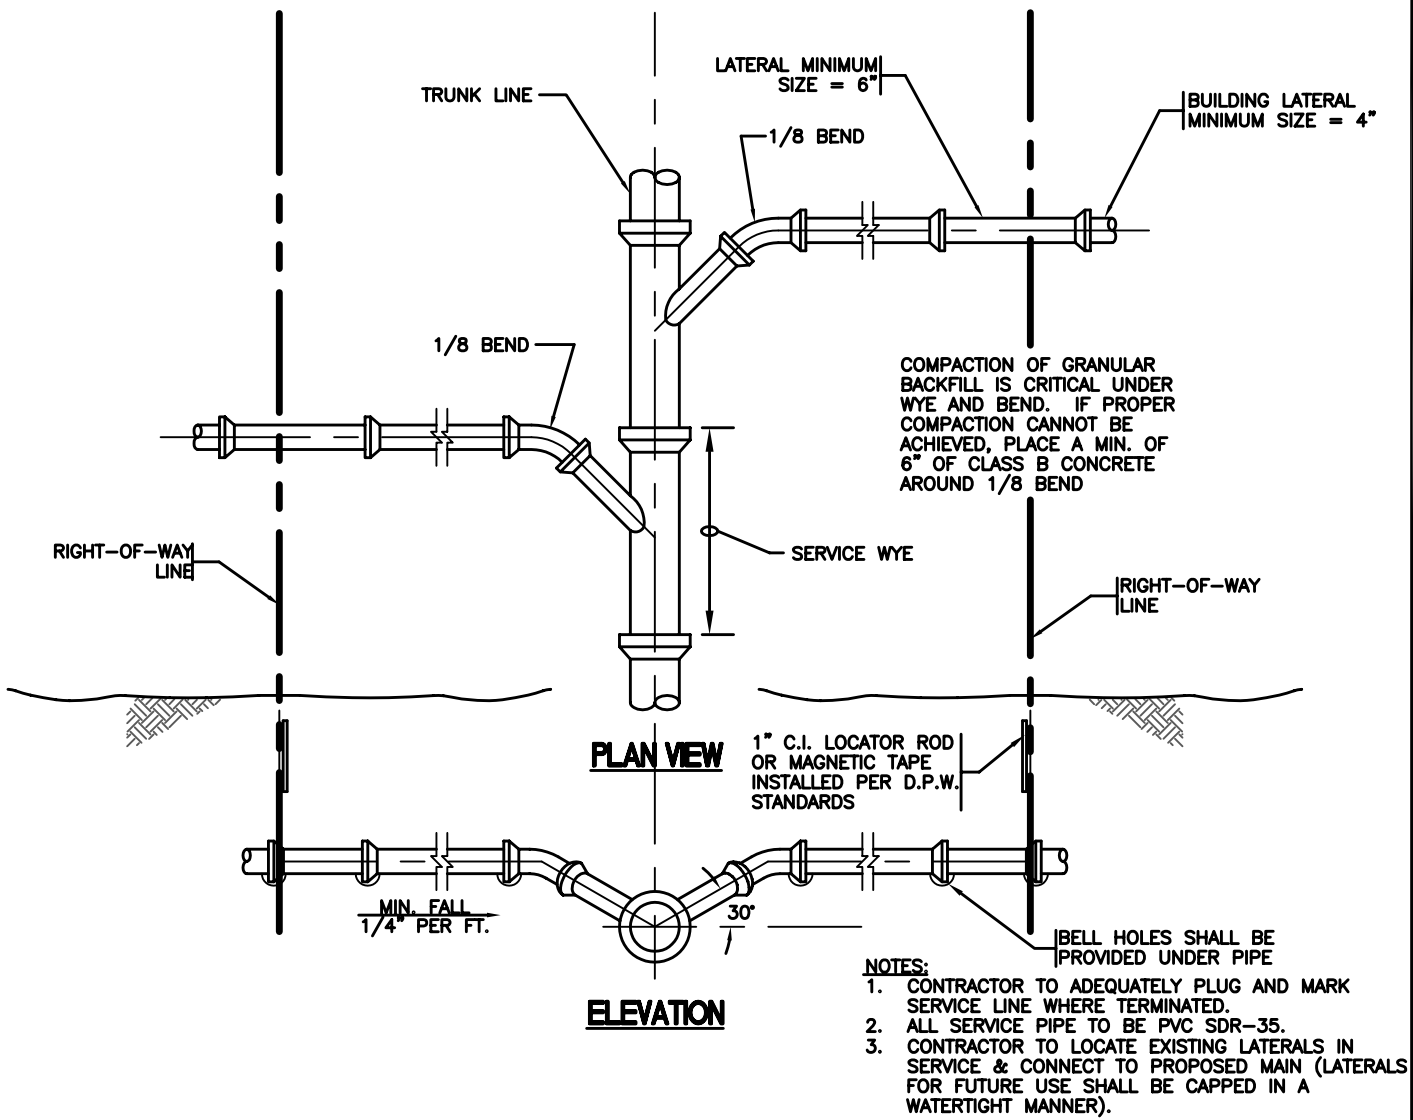 LATERAL MINIMUM
SIZE = 6"
TRUNK LINE
BUILDING LATERAL
MINIMUM SIZE = 4"
1/8 BEND
1/8 BEND
COMPACTION OF GRANULAR
BACKFILL IS CRITICAL UNDER
WYE AND BEND. IF PROPER
COMPACTION CANNOT BE
ACHIEVED, PLACE A MIN. OF
6" OF CLASS B CONCRETE
AROUND 1/8 BEND
RIGHT-OF-WAY
LINE
SERVICE WYE
RIGHT-OF-WAY
LINE
PLAN VIEW
1" C.I. LOCATOR ROD
OR MAGNETIC TAPE
INSTALLED PER D.P.W.
STANDARDS
MIN. FALL
1/4" PER FT.
30°
BELL HOLES SHALL BE
PROVIDED UNDER PIPE
ELEVATION
NOTES:
1. CONTRACTOR TO ADEQUATELY PLUG AND MARK
SERVICE LINE WHERE TERMINATED.
2. ALL SERVICE PIPE TO BE PVC SDR-35.
3. CONTRACTOR TO LOCATE EXISTING LATERALS IN
SERVICE & CONNECT TO PROPOSED MAIN (LATERALS
FOR FUTURE USE SHALL BE CAPPED IN A
WATERTIGHT MANNER).